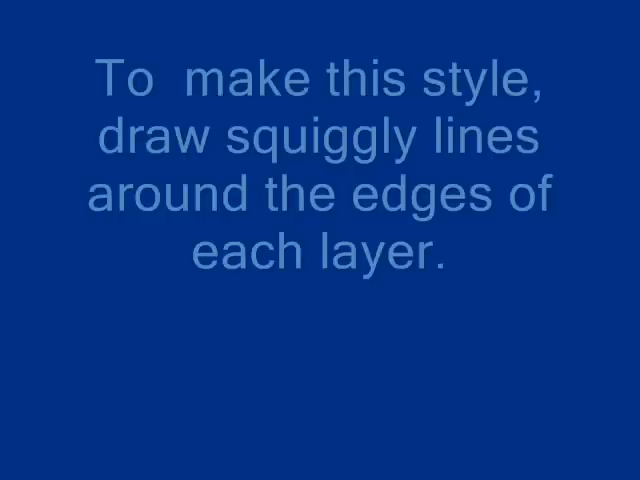 To  make this style,
draw squiggly lines
around the edges of
each layer.